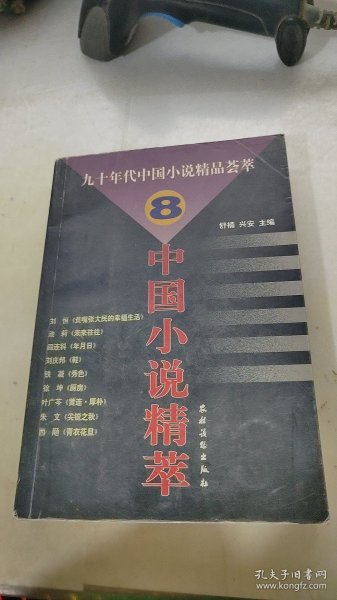 九十年代中国小说精品荟萃
8
舒楠 兴安 主编
中国小说精萃
刘 恒《贫嘴张大民的幸福生活》
池 莉《来来往往》
阎连科《年月日》
刘庆邦《鞋》
铁 凝《秀色》
徐 坤《厨房》
叶广芩《黄连·厚朴》
朱 文《尖锐之秋》
西 飏《青衣花旦》
农村读物出版社
孔夫子旧书网
www.kongfz.com